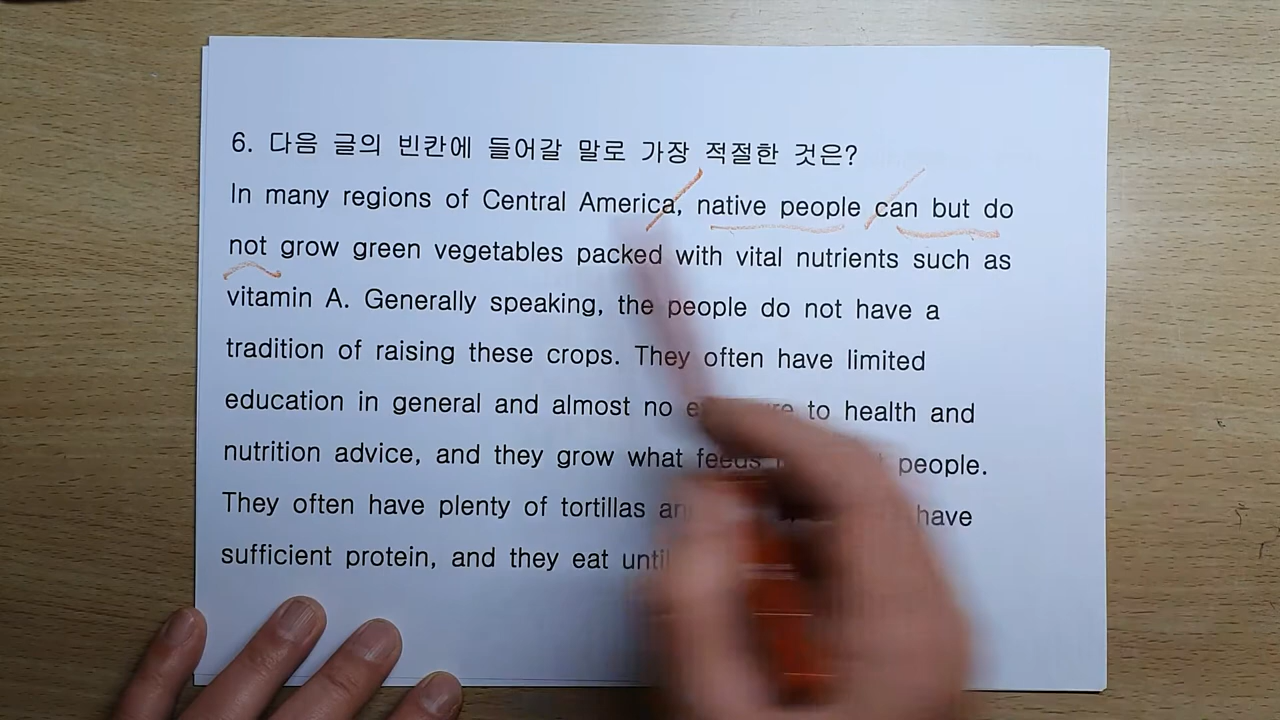 6. 다음 글의 빈칸에 들어갈 말로 가장 적절한 것은?
In many regions of Central America, native people can but do
not grow green vegetables packed with vital nutrients such as
vitamin A. Generally speaking, the people do not have a
tradition of raising these crops. They often have limited
education in general and almost no to health and
nutrition advice, and they grow what feeds people.
They often have plenty of tortillas have
sufficient protein, and they eat until